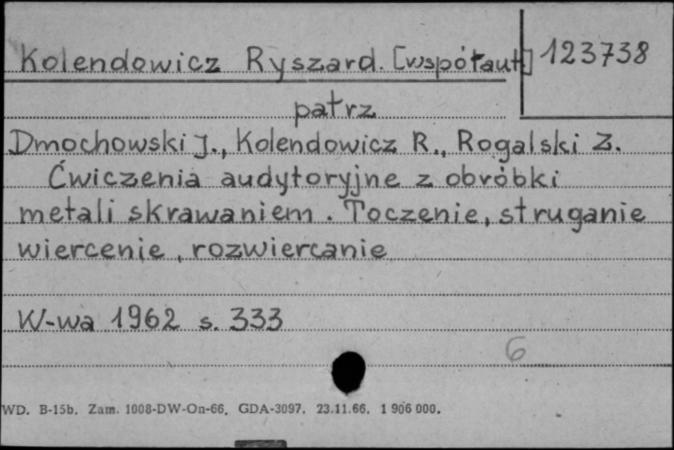 Kolendowicz Ryszard. [współaut.] 123738
patrz
Dmochowski J., Kolendowicz R., Rogalski Z.
Ćwiczenia audytoryjne z obróbki
metali skrawaniem. Toczenie, struganie
wiercenie, rozwiercanie
W-wa 1962 s. 333
6
WD. B-15b. Zam. 1008-DW-On-66. GDA-3097. 23.11.66. 1 906 000.